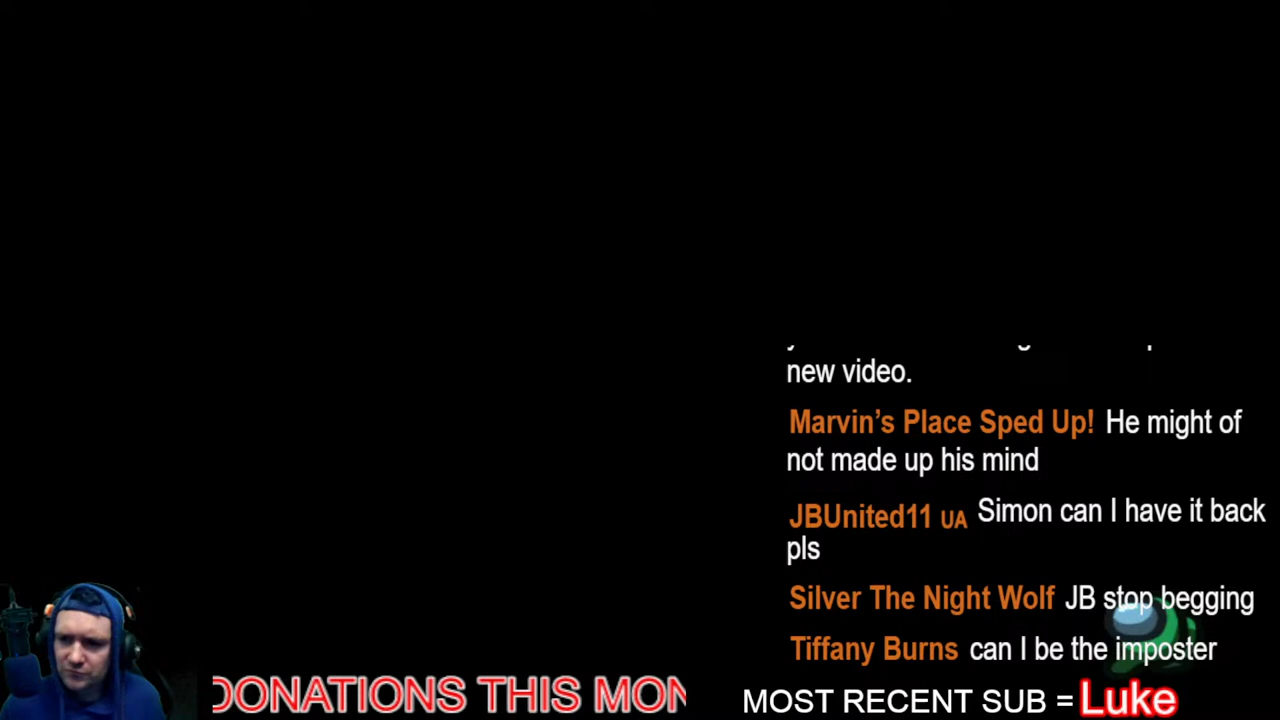 new video.
Marvin's Place Sped Up! He might of
not made up his mind
JBUnited11 UA Simon can I have it back
pls
Silver The Night Wolf JB stop begging
Tiffany Burns can I be the imposter
DONATIONS THIS MON
MOST RECENT SUB = Luke